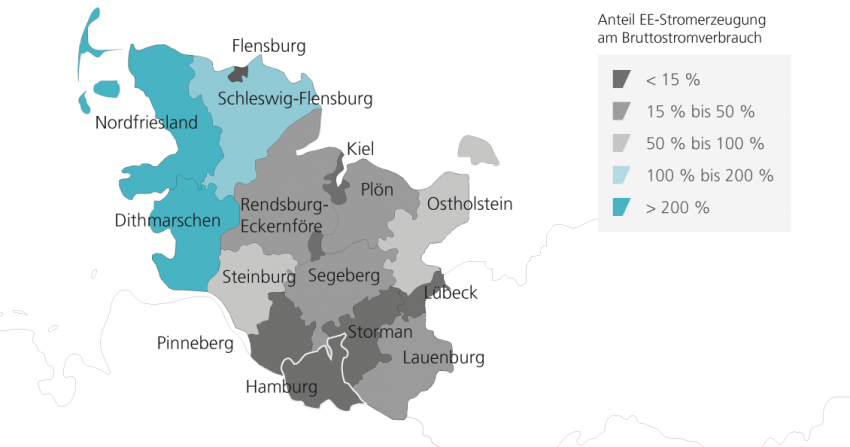 Anteil EE-Stromerzeugung
am Bruttostromverbrauch
< 15 %
15 % bis 50 %
50 % bis 100 %
100 % bis 200 %
> 200 %
Flensburg
Schleswig-Flensburg
Nordfriesland
Kiel
Plön
Ostholstein
Rendsburg-
Eckernföre
Dithmarschen
Steinburg
Segeberg
Lübeck
Storman
Pinneberg
Lauenburg
Hamburg